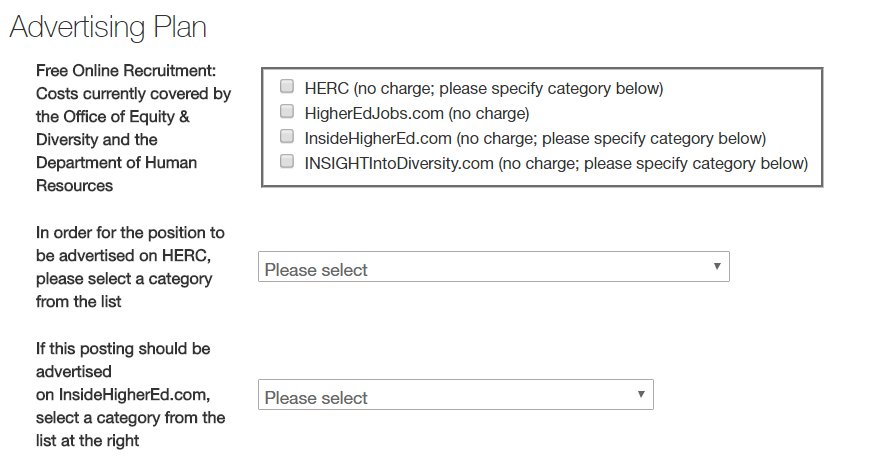 Advertising Plan
Free Online Recruitment:
Costs currently covered by
the Office of Equity &
Diversity and the
Department of Human
Resources
HERC (no charge; please specify category below)
HigherEdJobs.com (no charge)
InsideHigherEd.com (no charge; please specify category below)
INSIGHTIntoDiversity.com (no charge; please specify category below)
In order for the position to
be advertised on HERC,
please select a category
from the list
Please select
If this posting should be
advertised
on InsideHigherEd.com,
select a category from the
list at the right
Please select